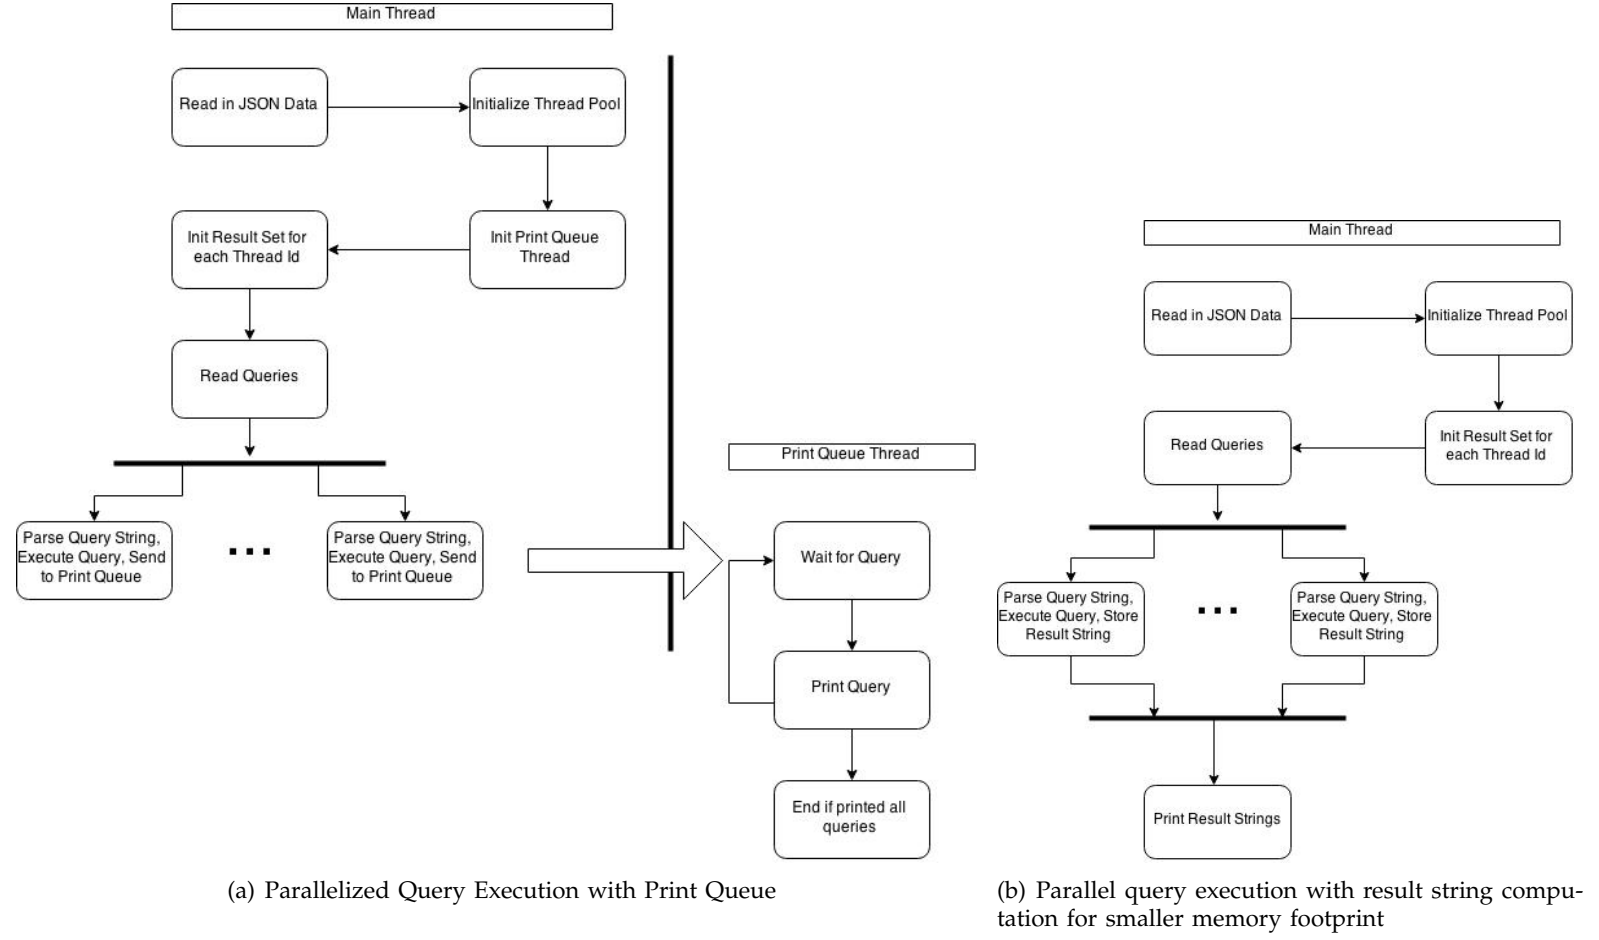 Main Thread
Read in JSON Data
Initialize Thread Pool
Init Result Set for
each Thread Id
Init Print Queue
Thread
Read Queries
Parse Query String,
Execute Query, Send
to Print Queue
Parse Query String,
Execute Query, Send
to Print Queue
Print Queue Thread
Wait for Query
Print Query
End if printed all
queries
(a) Parallelized Query Execution with Print Queue
Main Thread
Read in JSON Data
Initialize Thread Pool
Read Queries
Init Result Set for
each Thread Id
Parse Query String,
Execute Query, Store
Result String
Parse Query String,
Execute Query, Store
Result String
Print Result Strings
(b) Parallel query execution with result string compu-
tation for smaller memory footprint